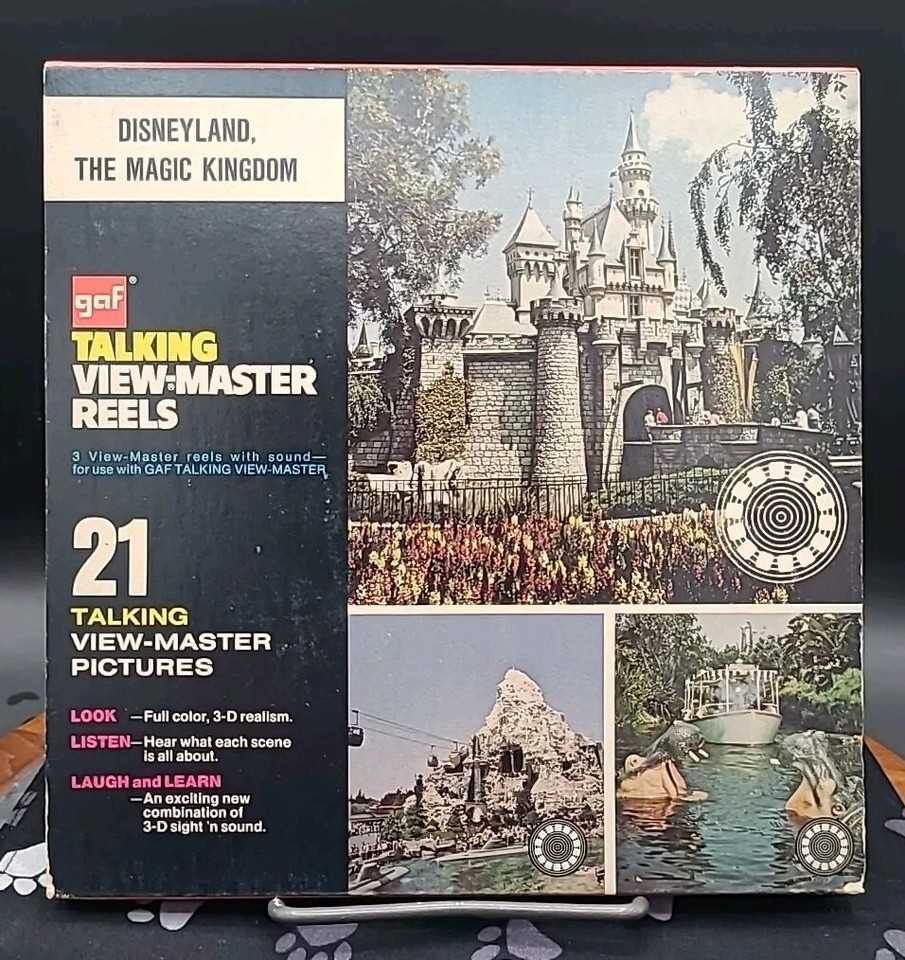 DISNEYLAND,
THE MAGIC KINGDOM
gaf®
TALKING
VIEW-MASTER®
REELS
3 View-Master reels with sound—
for use with GAF TALKING VIEW-MASTER
21
TALKING
VIEW-MASTER
PICTURES
LOOK —Full color, 3-D realism.
LISTEN—Hear what each scene
is all about.
LAUGH and LEARN
—An exciting new
combination of
3-D sight 'n sound.